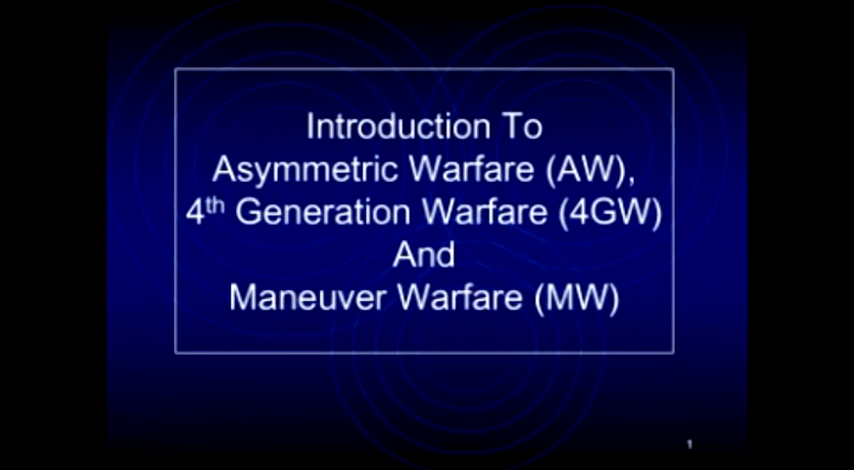 Introduction To
Asymmetric Warfare (AW),
4th Generation Warfare (4GW)
And
Maneuver Warfare (MW)
1